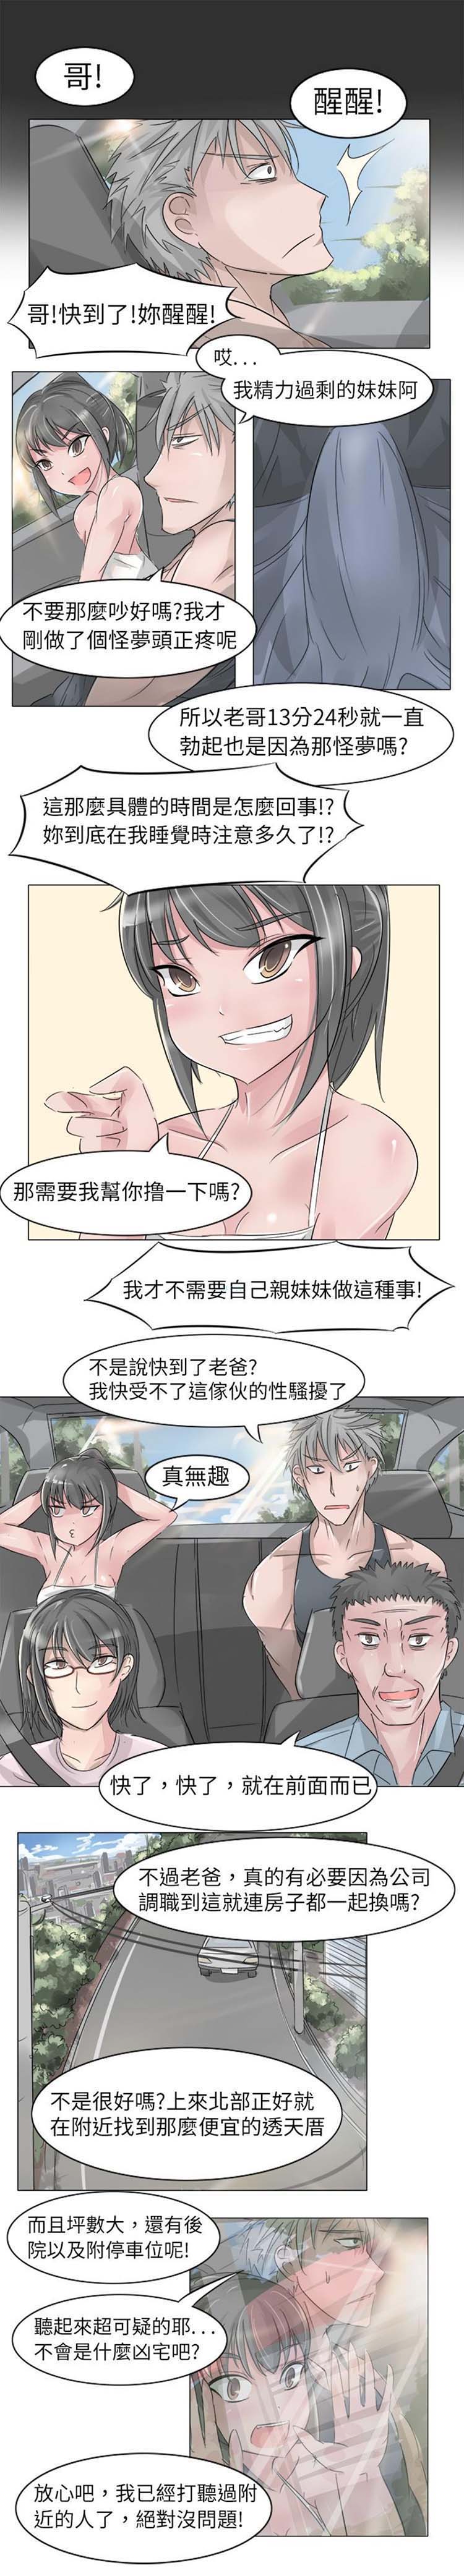 哥!
醒醒!
哥!快到了!妳醒醒!
哎...
我精力過剩的妹妹阿
不要那麼吵好嗎?我才
剛做了個怪夢頭正疼呢
所以老哥13分24秒就一直
勃起也是因為那怪夢嗎?
這那麼具體的時間是怎麼回事!?
妳到底在我睡覺時注意多久了!?
那需要我幫你擼一下嗎?
我才不需要自己親妹妹做這種事!
不是說快到了老爸?
我快受不了這傢伙的性騷擾了
真無趣
快了，快了，就在前面而已
不過老爸，真的有必要因為公司
調職到這就連房子都一起換嗎?
不是很好嗎?上來北部正好就
在附近找到那麼便宜的透天厝
而且坪數大，還有後
院以及附停車位呢!
聽起來超可疑的耶...
不會是什麼凶宅吧?
放心吧，我已經打聽過附
近的人了，絕對沒問題!